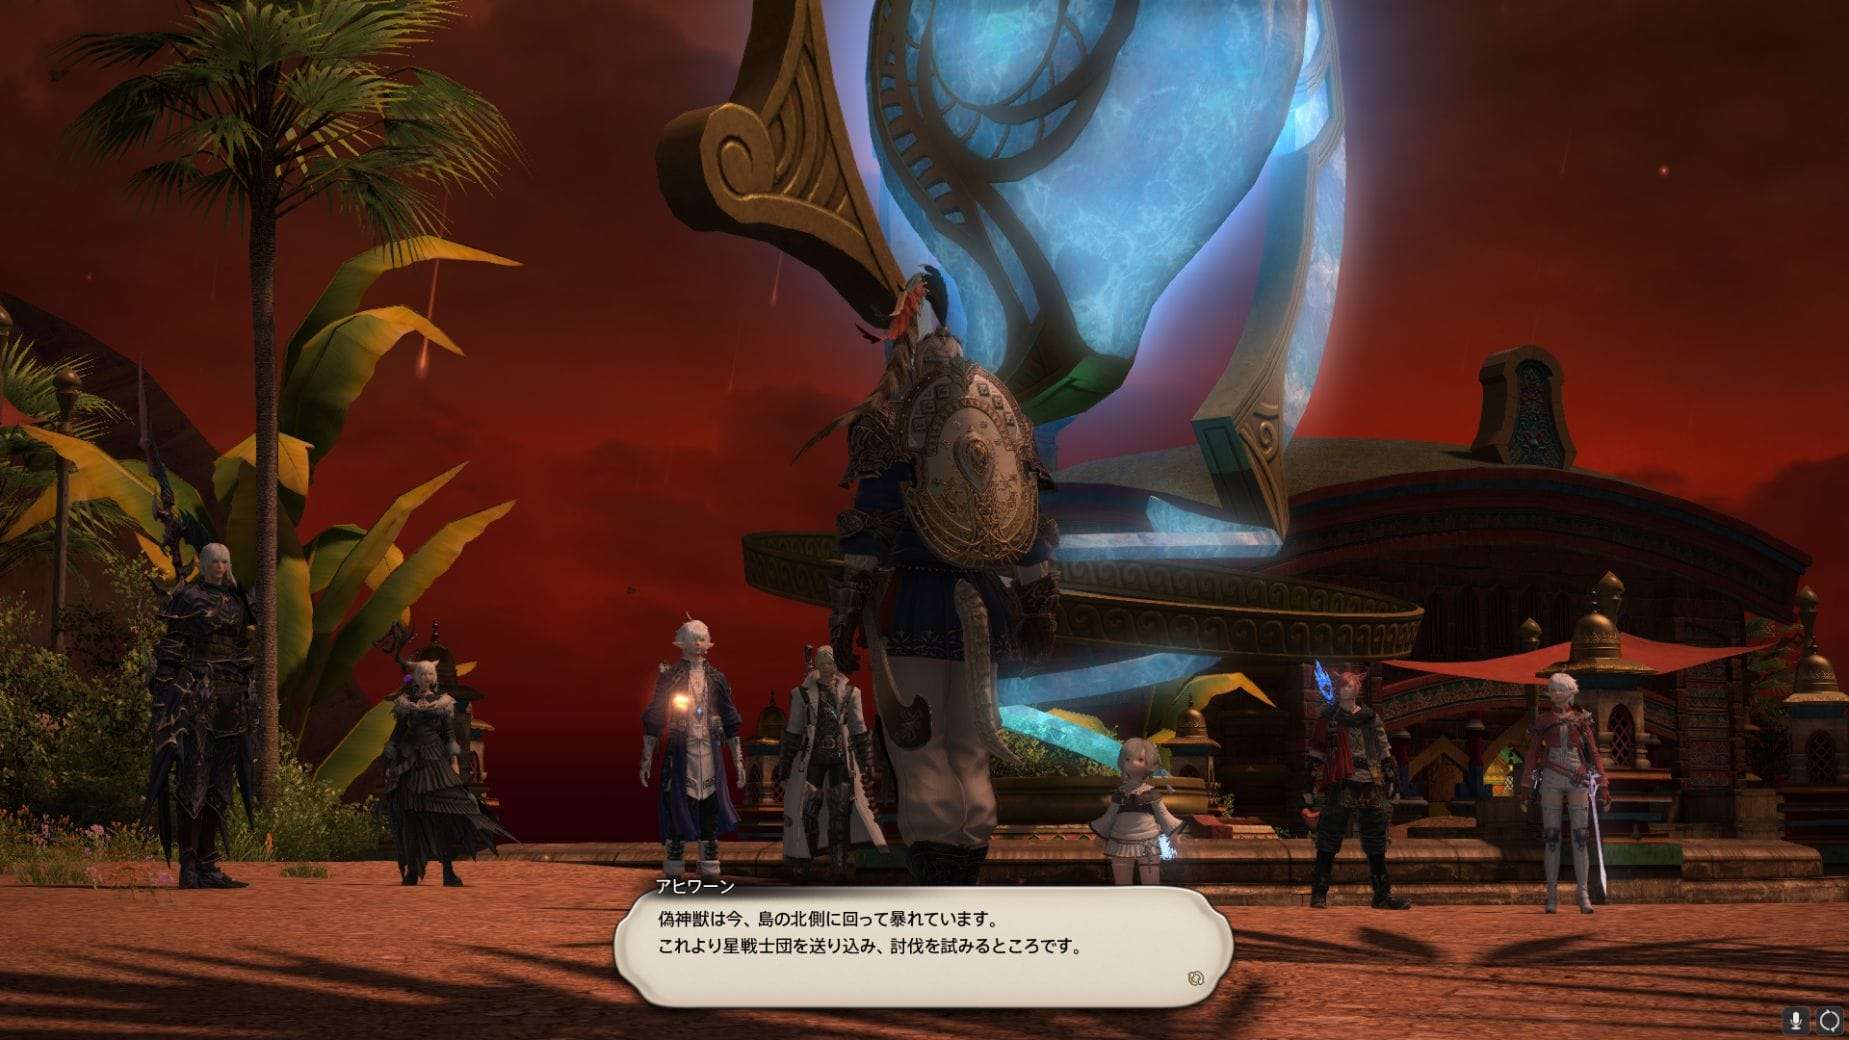 アヒワーン
偽神獣は今、島の北側に回って暴れています。
これより星戦士団を送り込み、討伐を試みるところです。